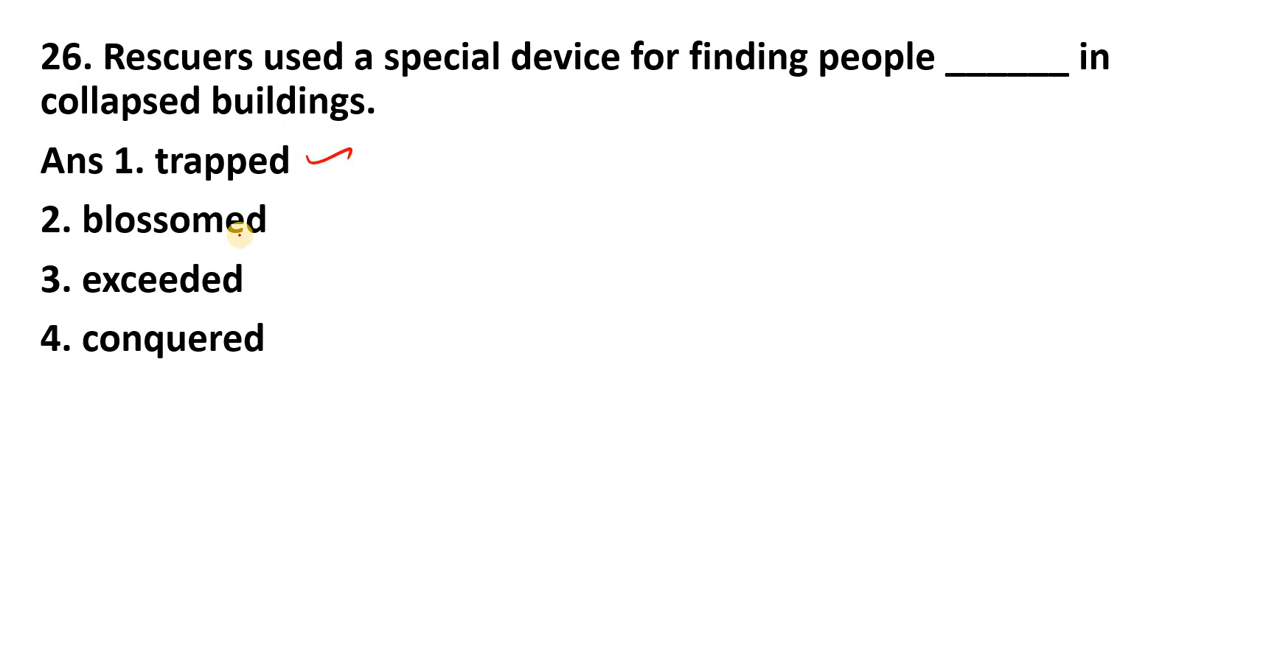 26. Rescuers used a special device for finding people ______ in
collapsed buildings.
Ans 1. trapped
2. blossomed
3. exceeded
4. conquered